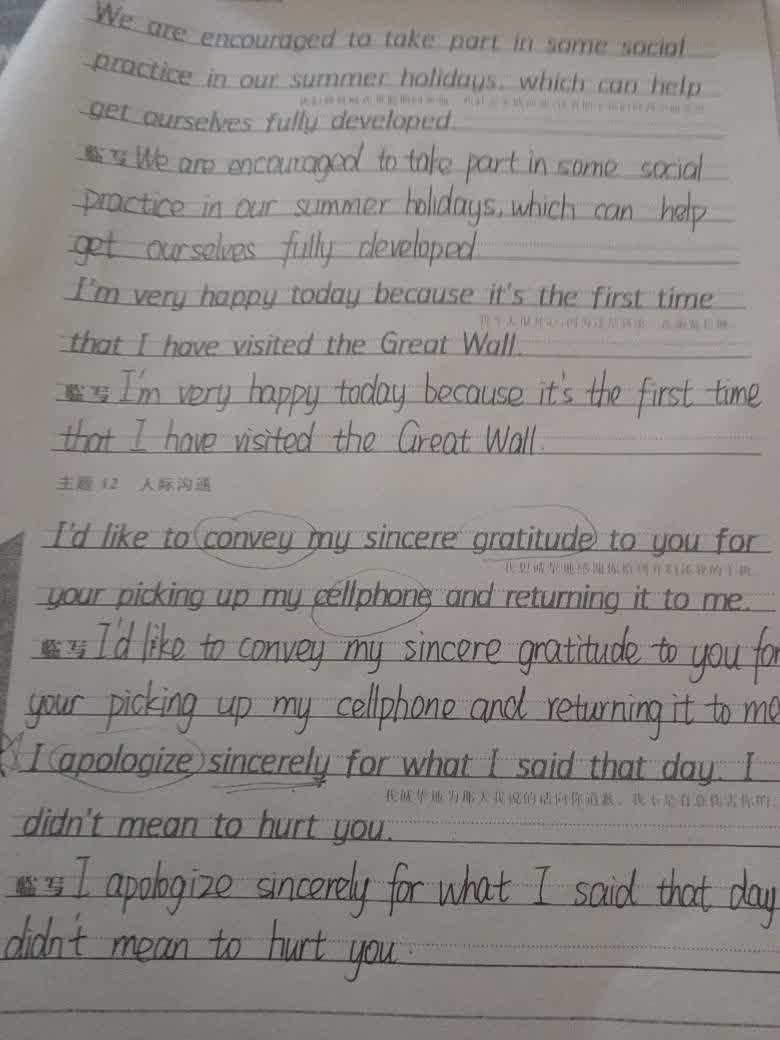 We are encouraged to take part in some social
practice in our summer holidays, which can help
get ourselves fully developed.
临写 We are encouraged to take part in some social
practice in our summer holidays, which can help
get ourselves fully developed.
I'm very happy today because it's the first time
that I have visited the Great Wall.
临写 I'm very happy today because it's the first time
that I have visited the Great Wall.
主题 12 人际沟通
I'd like to convey my sincere gratitude to you for
your picking up my cellphone and returning it to me.
临写 I'd like to convey my sincere gratitude to you for
your picking up my cellphone and returning it to me
I apologize sincerely for what I said that day. I
我诚挚地为那天我说的话向你道歉。我不是有意伤害你的。
didn't mean to hurt you.
临写 I apologize sincerely for what I said that day
didn't mean to hurt you.